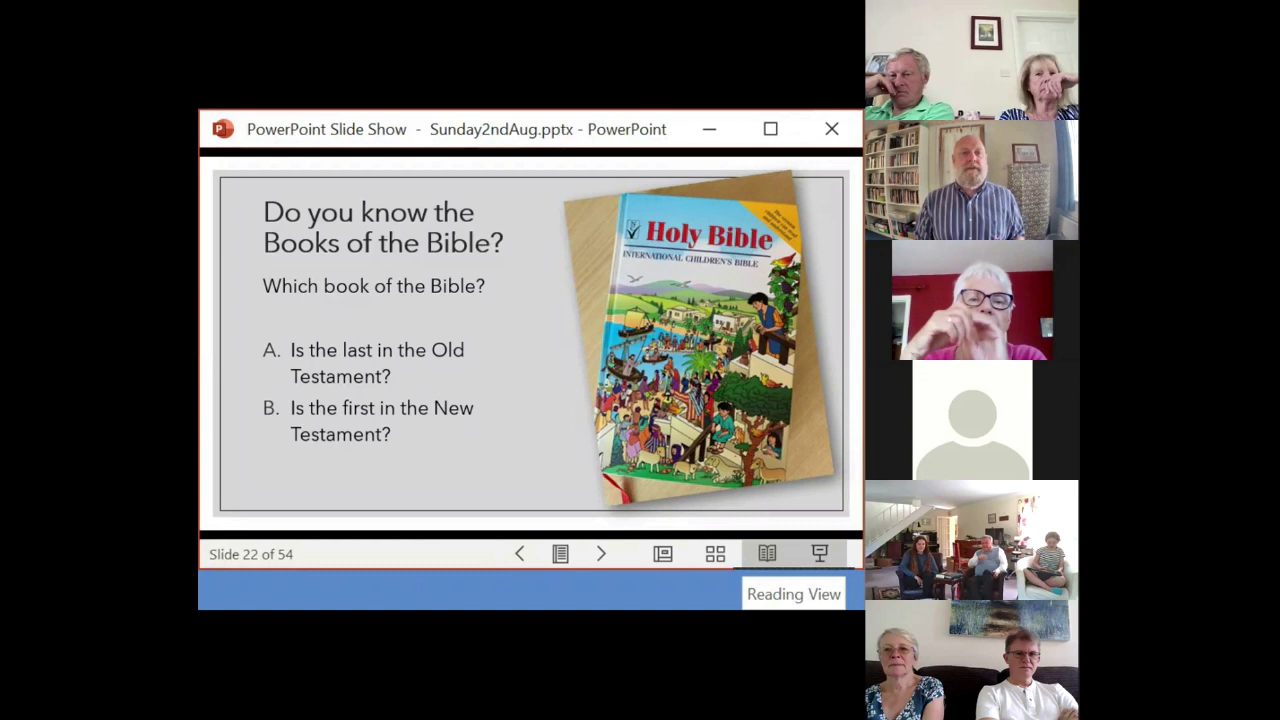 PowerPoint Slide Show - Sunday2ndAug.pptx - PowerPoint
Do you know the
Books of the Bible?
Which book of the Bible?
A. Is the last in the Old
Testament?
B. Is the first in the New
Testament?
Holy Bible
INTERNATIONAL CHILDREN'S BIBLE
Slide 22 of 54
Reading View